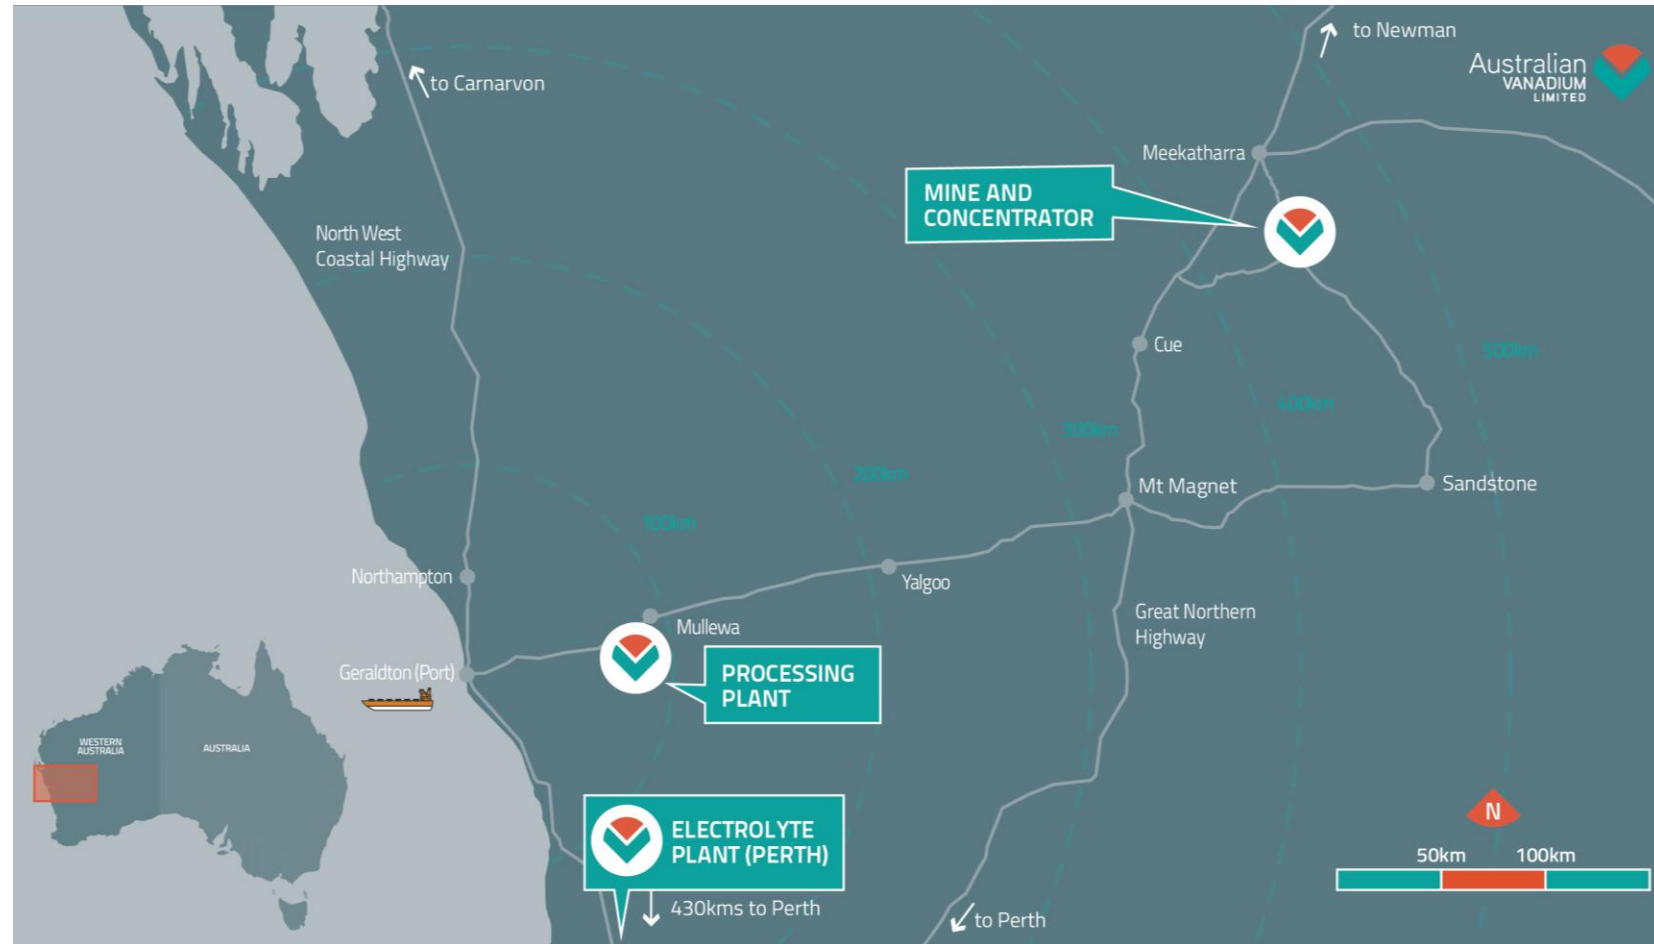 to Newman
Australian
VANADIUM
LIMITED
to Carnarvon
Meekatharra
MINE AND
CONCENTRATOR
North West
Coastal Highway
Cue
500km
400km
300km
200km
100km
Mt Magnet
Sandstone
Northampton
Yalgoo
Great Northern
Highway
Mullewa
Geraldton (Port)
PROCESSING
PLANT
WESTERN
AUSTRALIA
AUSTRALIA
N
ELECTROLYTE
PLANT (PERTH)
50km
100km
430kms to Perth
to Perth